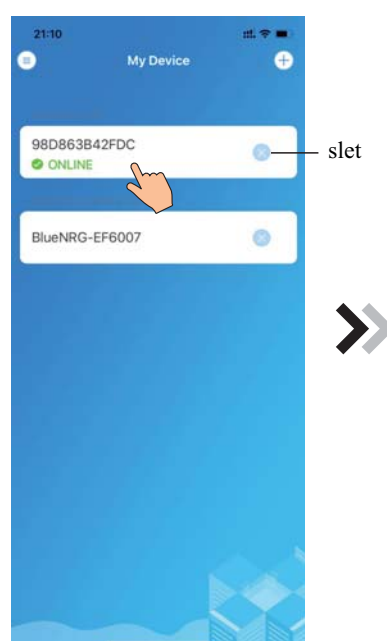 21:10
My Device
98D863B42FDC
ONLINE
slet
BlueNRG-EF6007